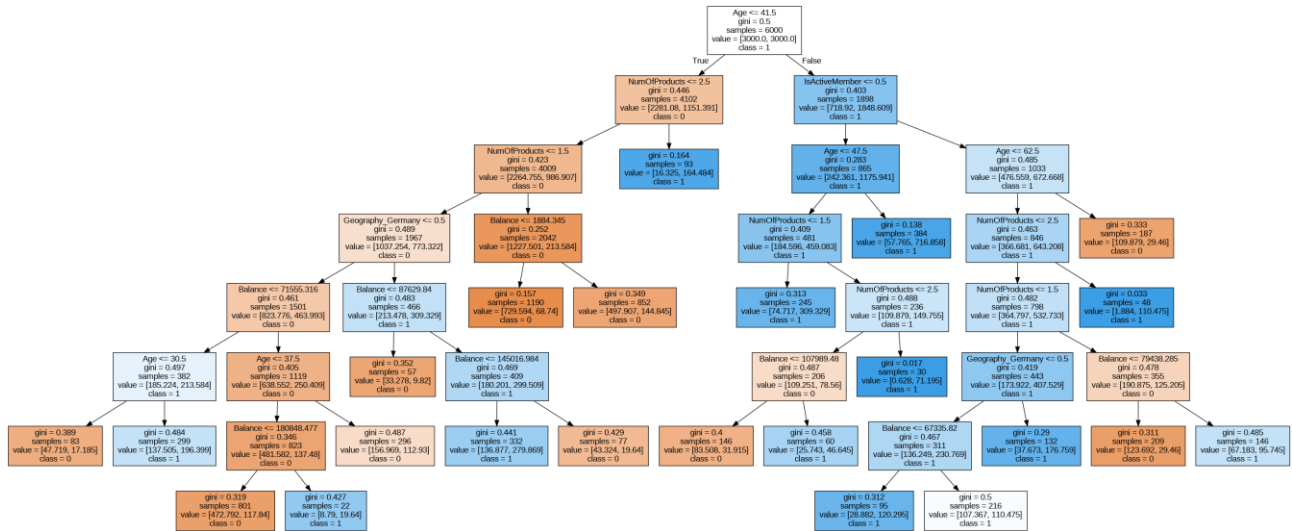 Age <= 41.5
gini = 0.5
samples = 6000
value = [3000.0, 3000.0]
class = 1
True
False
NumOfProducts <= 2.5
gini = 0.446
samples = 4102
value = [2281.08, 1151.391]
class = 0
IsActiveMember <= 0.5
gini = 0.403
samples = 1898
value = [718.92, 1848.609]
class = 1
NumOfProducts <= 1.5
gini = 0.423
samples = 4009
value = [2264.755, 986.907]
class = 0
gini = 0.164
samples = 93
value = [16.325, 164.484]
class = 1
Age <= 47.5
gini = 0.283
samples = 865
value = [242.361, 1175.941]
class = 1
Age <= 62.5
gini = 0.485
samples = 1033
value = [476.559, 672.668]
class = 1
Geography_Germany <= 0.5
gini = 0.489
samples = 1967
value = [1037.254, 773.322]
class = 0
Balance <= 1884.345
gini = 0.252
samples = 2042
value = [1227.501, 213.584]
class = 0
NumOfProducts <= 1.5
gini = 0.409
samples = 481
value = [184.596, 459.083]
class = 1
gini = 0.138
samples = 384
value = [57.765, 716.858]
class = 1
NumOfProducts <= 2.5
gini = 0.463
samples = 846
value = [366.681, 643.208]
class = 1
gini = 0.333
samples = 187
value = [109.879, 29.46]
class = 0
Balance <= 71555.316
gini = 0.461
samples = 1501
value = [823.776, 463.993]
class = 0
Balance <= 87629.84
gini = 0.483
samples = 466
value = [213.478, 309.329]
class = 1
gini = 0.157
samples = 1190
value = [729.594, 68.74]
class = 0
gini = 0.349
samples = 852
value = [497.907, 144.845]
class = 0
gini = 0.313
samples = 245
value = [74.717, 309.329]
class = 1
NumOfProducts <= 2.5
gini = 0.488
samples = 236
value = [109.879, 149.755]
class = 1
NumOfProducts <= 1.5
gini = 0.482
samples = 798
value = [364.797, 532.733]
class = 1
gini = 0.033
samples = 48
value = [1.884, 110.475]
class = 1
Age <= 30.5
gini = 0.497
samples = 382
value = [185.224, 213.584]
class = 1
Age <= 37.5
gini = 0.405
samples = 1119
value = [638.552, 250.409]
class = 0
gini = 0.352
samples = 57
value = [33.278, 9.82]
class = 0
Balance <= 145016.984
gini = 0.469
samples = 409
value = [180.201, 299.509]
class = 1
Balance <= 107989.48
gini = 0.487
samples = 206
value = [109.251, 78.56]
class = 0
gini = 0.017
samples = 30
value = [0.628, 71.195]
class = 1
Geography_Germany <= 0.5
gini = 0.419
samples = 443
value = [173.922, 407.529]
class = 1
Balance <= 79438.285
gini = 0.478
samples = 355
value = [190.875, 125.205]
class = 0
gini = 0.389
samples = 83
value = [47.719, 17.185]
class = 0
gini = 0.484
samples = 299
value = [137.505, 196.399]
class = 1
Balance <= 180848.477
gini = 0.346
samples = 823
value = [481.582, 137.48]
class = 0
gini = 0.487
samples = 296
value = [156.969, 112.93]
class = 0
gini = 0.441
samples = 332
value = [136.877, 279.869]
class = 1
gini = 0.429
samples = 77
value = [43.324, 19.64]
class = 0
gini = 0.4
samples = 146
value = [83.508, 31.915]
class = 0
gini = 0.458
samples = 60
value = [25.743, 46.645]
class = 1
Balance <= 67335.82
gini = 0.467
samples = 311
value = [136.249, 230.769]
class = 1
gini = 0.29
samples = 132
value = [37.673, 176.759]
class = 1
gini = 0.311
samples = 209
value = [123.692, 29.46]
class = 0
gini = 0.485
samples = 146
value = [67.183, 95.745]
class = 1
gini = 0.319
samples = 801
value = [472.792, 117.84]
class = 0
gini = 0.427
samples = 22
value = [8.79, 19.64]
class = 1
gini = 0.312
samples = 95
value = [28.882, 120.295]
class = 1
gini = 0.5
samples = 216
value = [107.367, 110.475]
class = 1